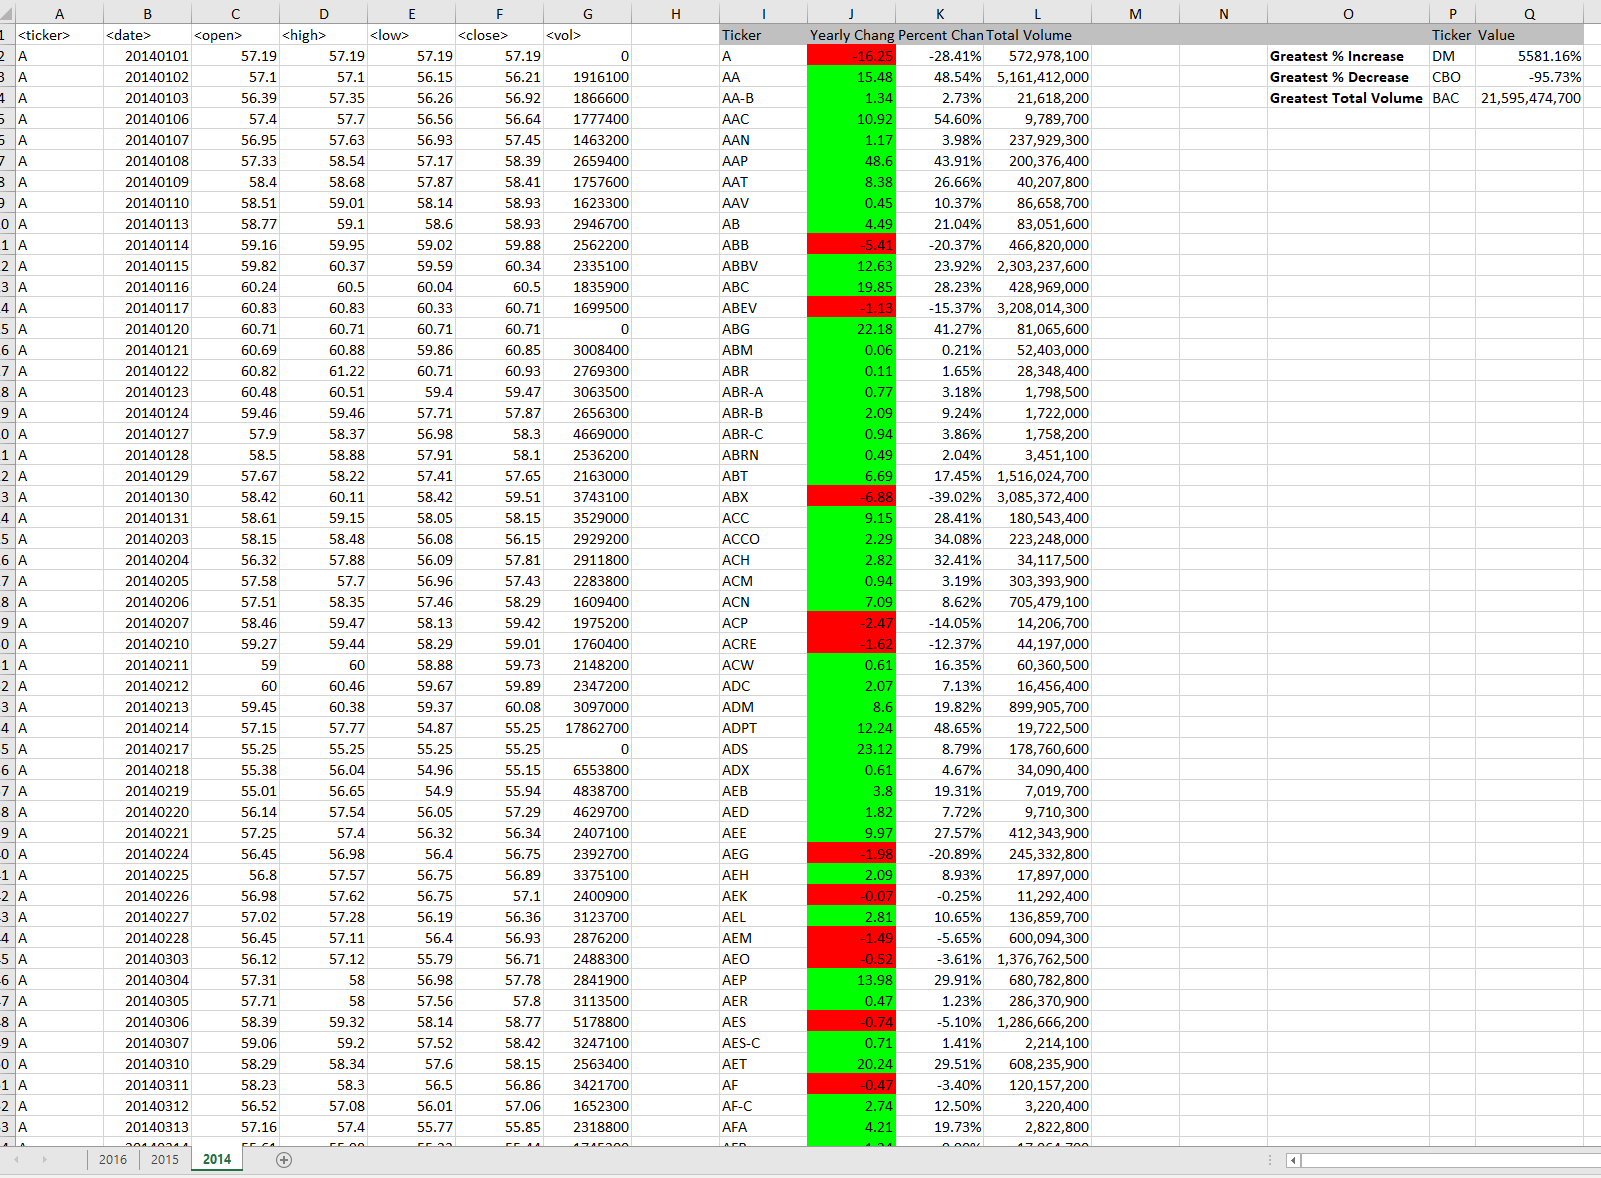 A B C D E F G H I J K L M N O P Q
1 <ticker> <date> <open> <high> <low> <close> <vol> Ticker Yearly Chang Percent Chan Total Volume Ticker Value
2 A 20140101 57.19 57.19 57.19 57.19 0 A -16.25 -28.41% 572,978,100 Greatest % Increase DM 5581.16%
3 A 20140102 57.1 57.1 56.15 56.21 1916100 AA 15.48 48.54% 5,161,412,000 Greatest % Decrease CBO -95.73%
4 A 20140103 56.39 57.35 56.26 56.92 1866600 AA-B 1.34 2.73% 21,618,200 Greatest Total Volume BAC 21,595,474,700
5 A 20140106 57.4 57.7 56.56 56.64 1777400 AAC 10.92 54.60% 9,789,700
6 A 20140107 56.95 57.63 56.93 57.45 1463200 AAN 1.17 3.98% 237,929,300
7 A 20140108 57.33 58.54 57.17 58.39 2659400 AAP 48.6 43.91% 200,376,400
8 A 20140109 58.4 58.68 57.87 58.41 1757600 AAT 8.38 26.66% 40,207,800
9 A 20140110 58.51 59.01 58.14 58.93 1623300 AAV 0.45 10.37% 86,658,700
0 A 20140113 58.77 59.1 58.6 58.93 2946700 AB 4.49 21.04% 83,051,600
1 A 20140114 59.16 59.95 59.02 59.88 2562200 ABB -5.41 -20.37% 466,820,000
2 A 20140115 59.82 60.37 59.59 60.34 2335100 ABBV 12.63 23.92% 2,303,237,600
3 A 20140116 60.24 60.5 60.04 60.5 1835900 ABC 19.85 28.23% 428,969,000
4 A 20140117 60.83 60.83 60.33 60.71 1699500 ABEV -1.13 -15.37% 3,208,014,300
5 A 20140120 60.71 60.71 60.71 60.71 0 ABG 22.18 41.27% 81,065,600
6 A 20140121 60.69 60.88 59.86 60.85 3008400 ABM 0.06 0.21% 52,403,000
7 A 20140122 60.82 61.22 60.71 60.93 2769300 ABR 0.11 1.65% 28,348,400
8 A 20140123 60.48 60.51 59.4 59.47 3063500 ABR-A 0.77 3.18% 1,798,500
9 A 20140124 59.46 59.46 57.71 57.87 2656300 ABR-B 2.09 9.24% 1,722,000
0 A 20140127 57.9 58.37 56.98 58.3 4669000 ABR-C 0.94 3.86% 1,758,200
1 A 20140128 58.5 58.88 57.91 58.1 2536200 ABRN 0.49 2.04% 3,451,100
2 A 20140129 57.67 58.22 57.41 57.65 2163000 ABT 6.69 17.45% 1,516,024,700
3 A 20140130 58.42 60.11 58.42 59.51 3743100 ABX -6.88 -39.02% 3,085,372,400
4 A 20140131 58.61 59.15 58.05 58.15 3529000 ACC 9.15 28.41% 180,543,400
5 A 20140203 58.15 58.48 56.08 56.15 2929200 ACCO 2.29 34.08% 223,248,000
6 A 20140204 56.32 57.88 56.09 57.81 2911800 ACH 2.82 32.41% 34,117,500
7 A 20140205 57.58 57.7 56.96 57.43 2283800 ACM 0.94 3.19% 303,393,900
8 A 20140206 57.51 58.35 57.46 58.29 1609400 ACN 7.09 8.62% 705,479,100
9 A 20140207 58.46 59.47 58.13 59.42 1975200 ACP -2.47 -14.05% 14,206,700
0 A 20140210 59.27 59.44 58.29 59.01 1760400 ACRE -1.62 -12.37% 44,197,000
1 A 20140211 59 60 58.88 59.73 2148200 ACW 0.61 16.35% 60,360,500
2 A 20140212 60 60.46 59.67 59.89 2347200 ADC 2.07 7.13% 16,456,400
3 A 20140213 59.45 60.38 59.37 60.08 3097000 ADM 8.6 19.82% 899,905,700
4 A 20140214 57.15 57.77 54.87 55.25 17862700 ADPT 12.24 48.65% 19,722,500
5 A 20140217 55.25 55.25 55.25 55.25 0 ADS 23.12 8.79% 178,760,600
6 A 20140218 55.38 56.04 54.96 55.15 6553800 ADX 0.61 4.67% 34,090,400
7 A 20140219 55.01 56.65 54.9 55.94 4838700 AEB 3.8 19.31% 7,019,700
8 A 20140220 56.14 57.54 56.05 57.29 4629700 AED 1.82 7.72% 9,710,300
9 A 20140221 57.25 57.4 56.32 56.34 2407100 AEE 9.97 27.57% 412,343,900
0 A 20140224 56.45 56.98 56.4 56.75 2392700 AEG -1.98 -20.89% 245,332,800
1 A 20140225 56.8 57.57 56.75 56.89 3375100 AEH 2.09 8.93% 17,897,000
2 A 20140226 56.98 57.62 56.75 57.1 2400900 AEK -0.07 -0.25% 11,292,400
3 A 20140227 57.02 57.28 56.19 56.36 3123700 AEL 2.81 10.65% 136,859,700
4 A 20140228 56.45 57.11 56.4 56.93 2876200 AEM -1.49 -5.65% 600,094,300
5 A 20140303 56.12 57.12 55.79 56.71 2488300 AEO -0.52 -3.61% 1,376,762,500
6 A 20140304 57.31 58 56.98 57.78 2841900 AEP 13.98 29.91% 680,782,800
7 A 20140305 57.71 58 57.56 57.8 3113500 AER 0.47 1.23% 286,370,900
8 A 20140306 58.39 59.32 58.14 58.77 5178800 AES -0.74 -5.10% 1,286,666,200
9 A 20140307 59.06 59.2 57.52 58.42 3247100 AES-C 0.71 1.41% 2,214,100
0 A 20140310 58.29 58.34 57.6 58.15 2563400 AET 20.24 29.51% 608,235,900
1 A 20140311 58.23 58.3 56.5 56.86 3421700 AF -0.47 -3.40% 120,157,200
2 A 20140312 56.52 57.08 56.01 57.06 1652300 AF-C 2.74 12.50% 3,220,400
3 A 20140313 57.16 57.4 55.77 55.85 2318800 AFA 4.21 19.73% 2,822,800
2016 2015 2014